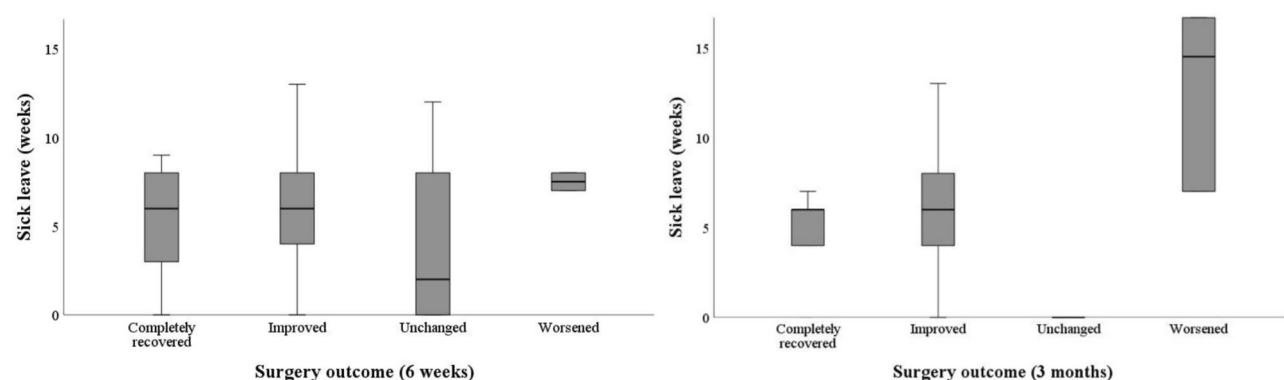 Sick leave (weeks)
15
10
5
0
Completely
recovered
Improved
Unchanged
Worsened
Surgery outcome (6 weeks)
Sick leave (weeks)
15
10
5
0
Completely
recovered
Improved
Unchanged
Worsened
Surgery outcome (3 months)